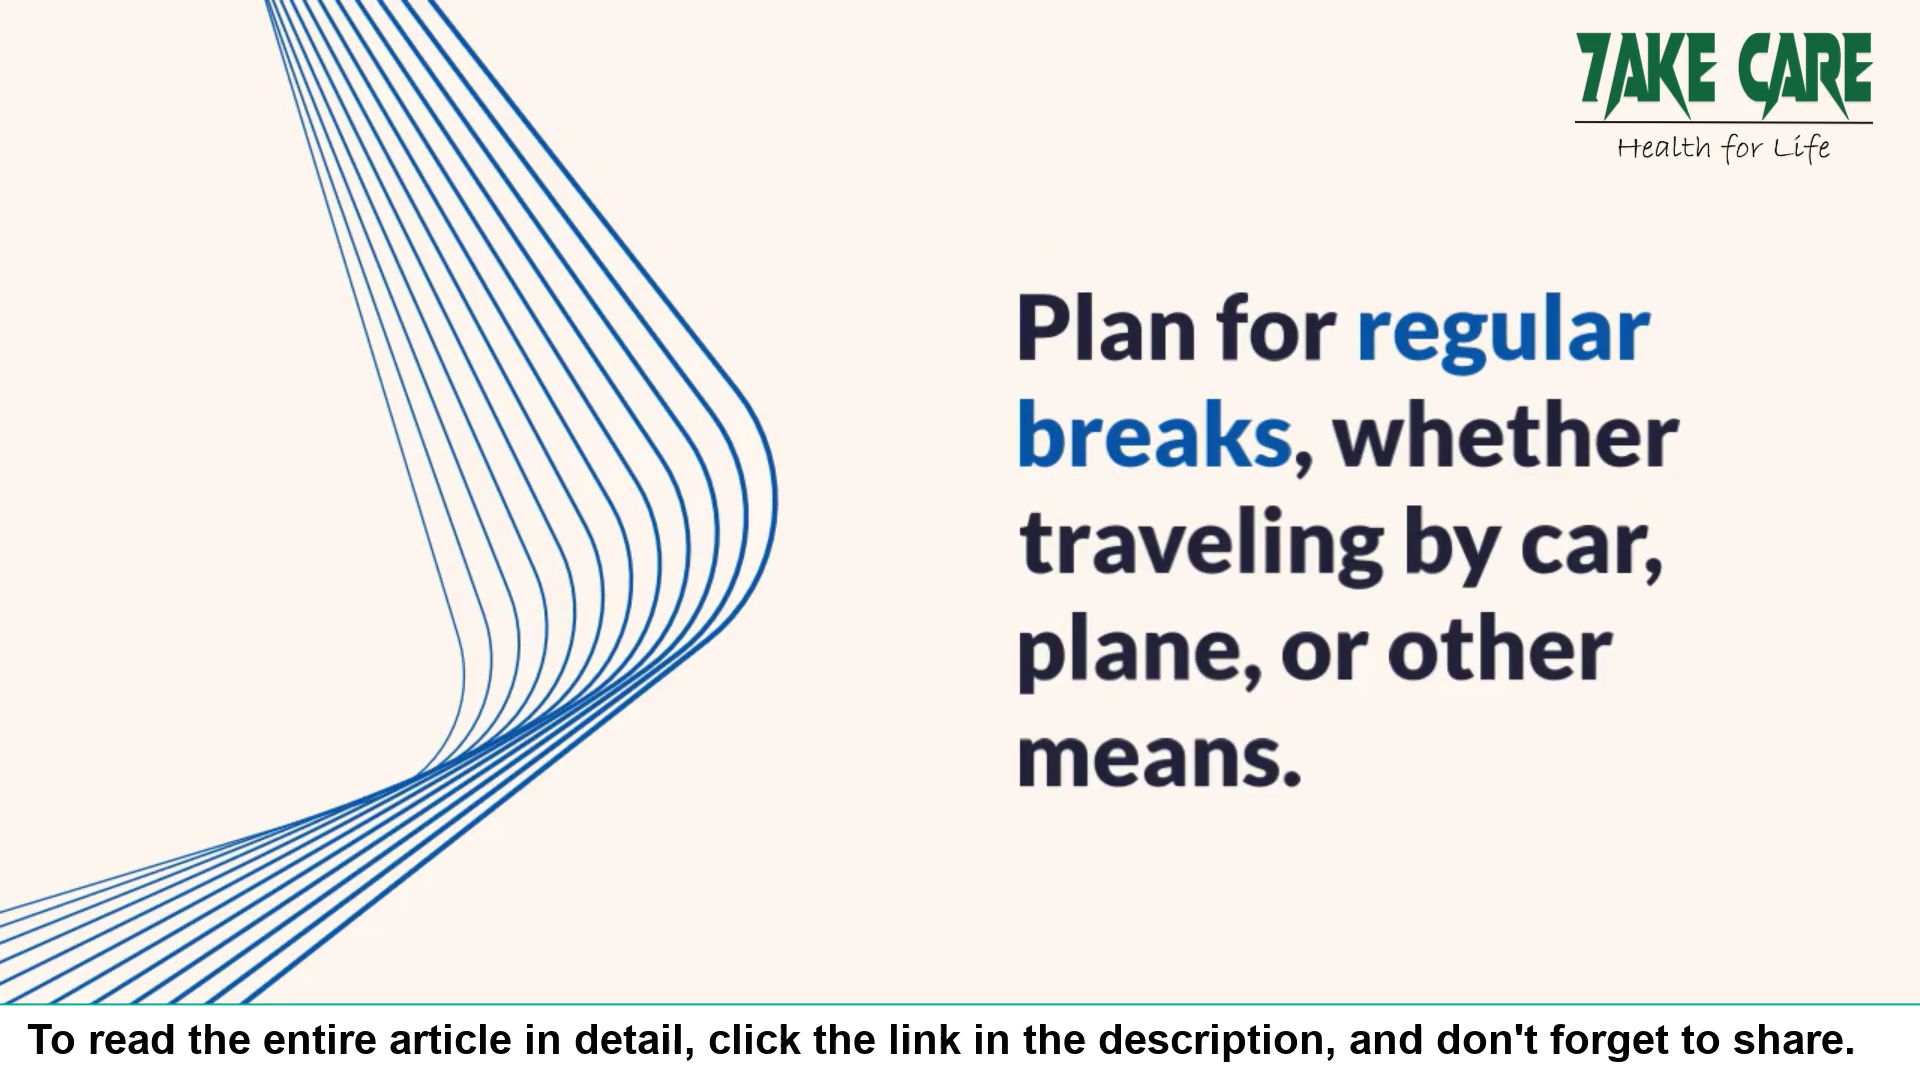 TAKE CARE
Health for Life
Plan for regular
breaks, whether
traveling by car,
plane, or other
means.
To read the entire article in detail, click the link in the description, and don't forget to share.